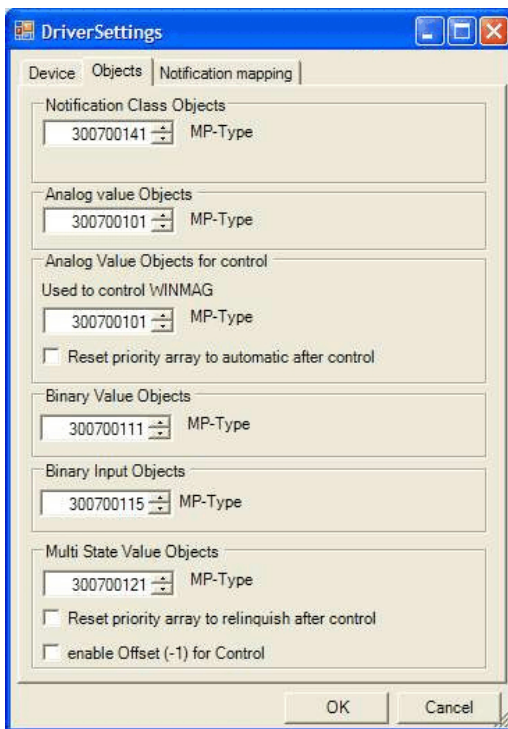 DriverSettings
Device Objects Notification mapping
Notification Class Objects
300700141 MP-Type
Analog value Objects
300700101 MP-Type
Analog Value Objects for control
Used to control WINMAG
300700101 MP-Type
Reset priority array to automatic after control
Binary Value Objects
300700111 MP-Type
Binary Input Objects
300700115 MP-Type
Multi State Value Objects
300700121 MP-Type
Reset priority array to relinquish after control
enable Offset (-1) for Control
OK Cancel